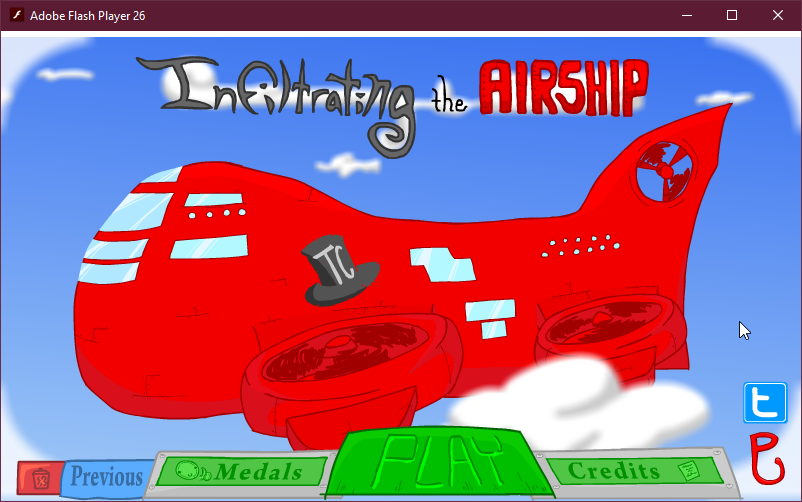 Adobe Flash Player 26
Infiltrating the AIRSHIP
TC
t
Previous
Medals
PLAY
Credits